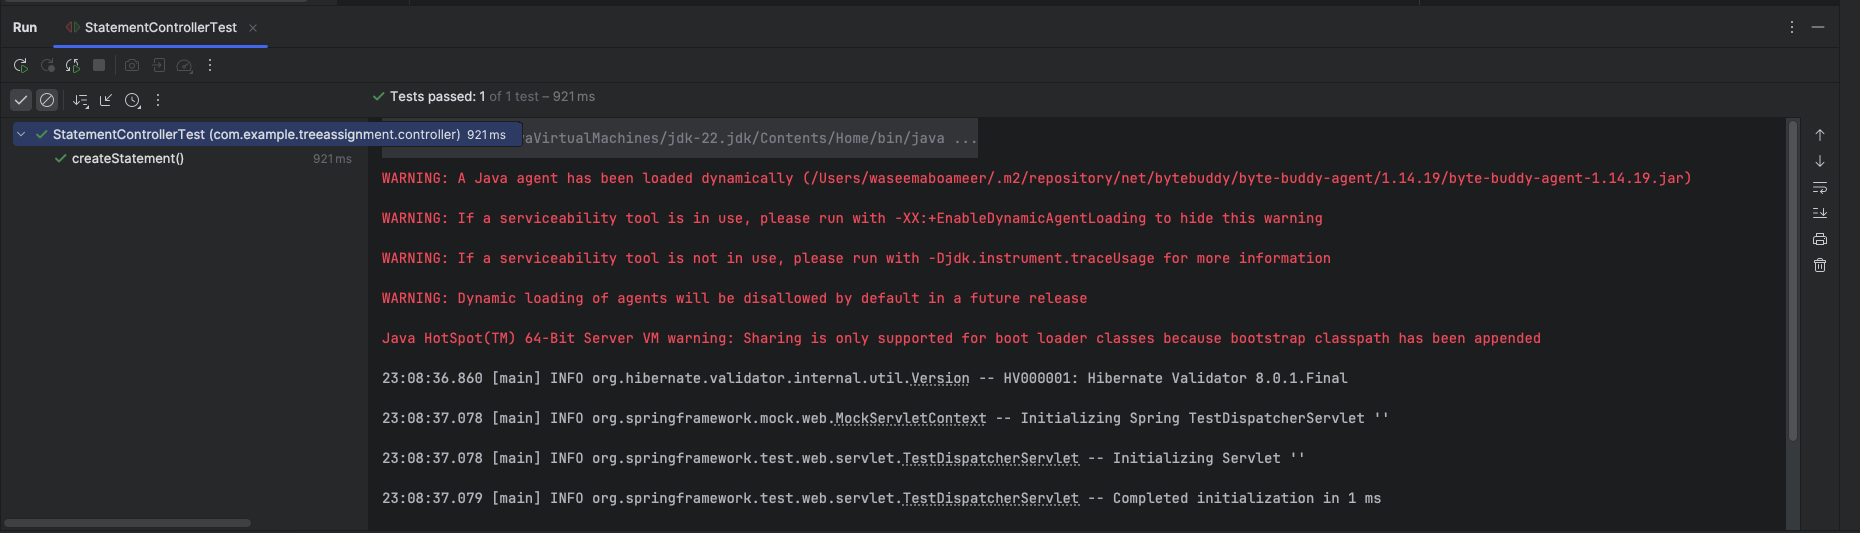 Run StatementControllerTest
Tests passed: 1 of 1 test – 921 ms
StatementControllerTest (com.example.treeassignment.controller) 921 ms
createStatement() 921 ms
aVirtualMachines/jdk-22.jdk/Contents/Home/bin/java ...
WARNING: A Java agent has been loaded dynamically (/Users/waseemaboameer/.m2/repository/net/bytebuddy/byte-buddy-agent/1.14.19/byte-buddy-agent-1.14.19.jar)
WARNING: If a serviceability tool is in use, please run with -XX:+EnableDynamicAgentLoading to hide this warning
WARNING: If a serviceability tool is not in use, please run with -Djdk.instrument.traceUsage for more information
WARNING: Dynamic loading of agents will be disallowed by default in a future release
Java HotSpot(TM) 64-Bit Server VM warning: Sharing is only supported for boot loader classes because bootstrap classpath has been appended
23:08:36.860 [main] INFO org.hibernate.validator.internal.util.Version -- HV000001: Hibernate Validator 8.0.1.Final
23:08:37.078 [main] INFO org.springframework.mock.web.MockServletContext -- Initializing Spring TestDispatcherServlet ''
23:08:37.078 [main] INFO org.springframework.test.web.servlet.TestDispatcherServlet -- Initializing Servlet ''
23:08:37.079 [main] INFO org.springframework.test.web.servlet.TestDispatcherServlet -- Completed initialization in 1 ms